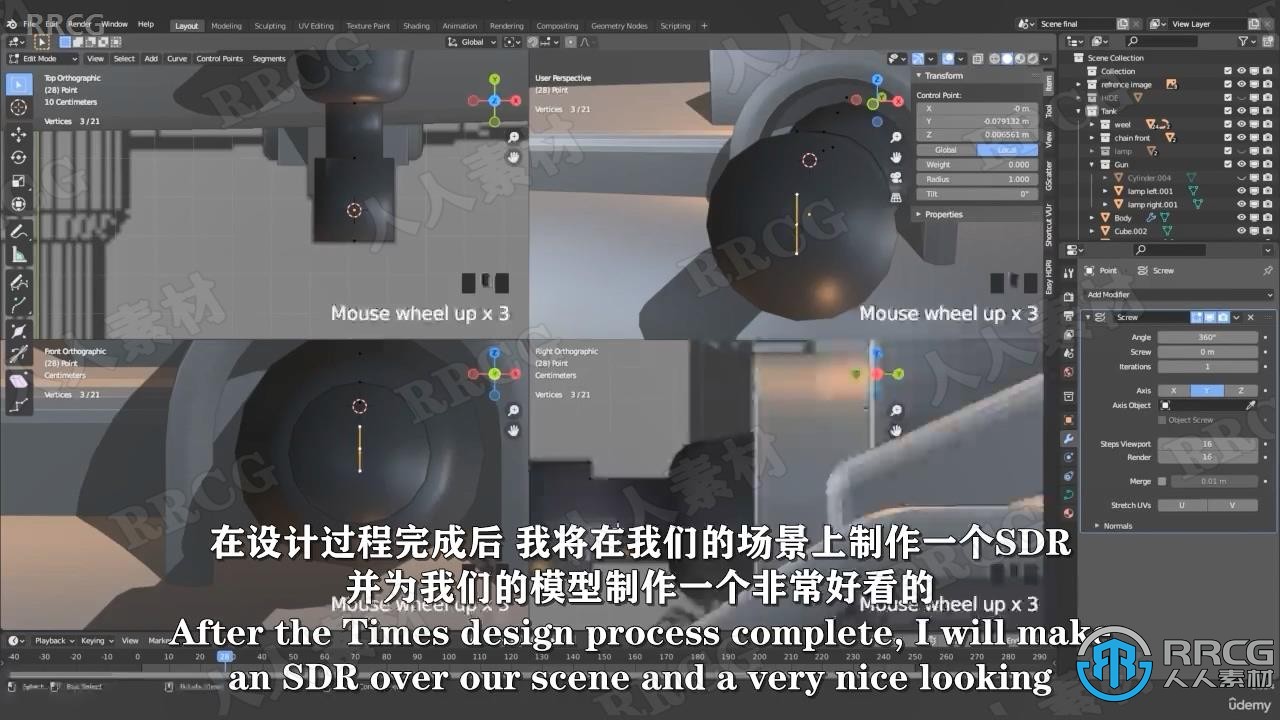 File Edit Render Window Help
Layout Modeling Sculpting UV Editing Texture Paint Shading Animation Rendering Compositing Geometry Nodes Scripting +
Scene final View Layer
RRCG
Global
Edit Mode View Select Add Curve Control Points Segments
Top Orthographic
(28) Point
10 Centimeters
Vertices 3/21
User Perspective
(28) Point
Vertices 3/21
Transform
Control Point:
X -0 m
Y -0.079132 m
Z 0.006561 m
Global Local
Weight 0.000
Radius 1.000
Tilt 0°
Properties
Item
Tool
View
GScatter
Shortcut VUr
Easy HDRI
Scene Collection
Collection
refrence image
HIDE
Tank
weel
chain front
lamp
Gun
Cylinder.004
lamp left.001
lamp right.001
Body
Cube.002
Mouse wheel up x 3
Mouse wheel up x 3
Front Orthographic
(28) Point
Centimeters
Vertices 3/21
Right Orthographic
(28) Point
Centimeters
Vertices 3/21
Point Screw
Add Modifier
Screw
Angle 360°
Screw 0 m
Iterations 1
Axis X Y Z
Axis Object
Object Screw
Steps Viewport 16
Render 16
Merge 0.01 m
Stretch UVs U V
Normals
在设计过程完成后 我将在我们的场景上制作一个SDR
并为我们的模型制作一个非常好看的
Mouse wheel up x 3
Mouse wheel up x 3
After the Times design process complete, I will make
an SDR over our scene and a very nice looking
Playback Keying View
-40 -30 -20 -10 0 10 20 28 40 50 60 70 80 90 100 110 120 130 140 150 160 170 180 190 200 210 220 230 240 250 260 270 280 290
RRCG
人人素材
ûdemy